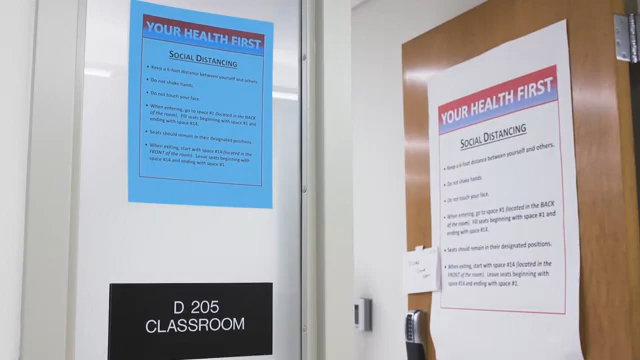 YOUR HEALTH FIRST
SOCIAL DISTANCING
Keep a 6-foot distance between yourself and others.
Do not shake hands.
Do not touch your face.
When entering, go to space #1 (located in the BACK
of the room). Fill seats beginning with space #1 and
ending with space #14.
Seats should remain in their designated positions.
When exiting, start with space #14 (located in the
FRONT of the room). Leave seats beginning with
space #14 and ending with space #1.
D 205
CLASSROOM
YOUR HEALTH FIRST
SOCIAL DISTANCING
Keep a 6-foot distance between yourself and others.
Do not shake hands.
Do not touch your face.
When entering, go to space #1 (located in the BACK
of the room). Fill seats beginning with space #1 and
ending with space #14.
Seats should remain in their designated positions.
When exiting, start with space #14 (located in the
FRONT of the room). Leave seats beginning with
space #14 and ending with space #1.